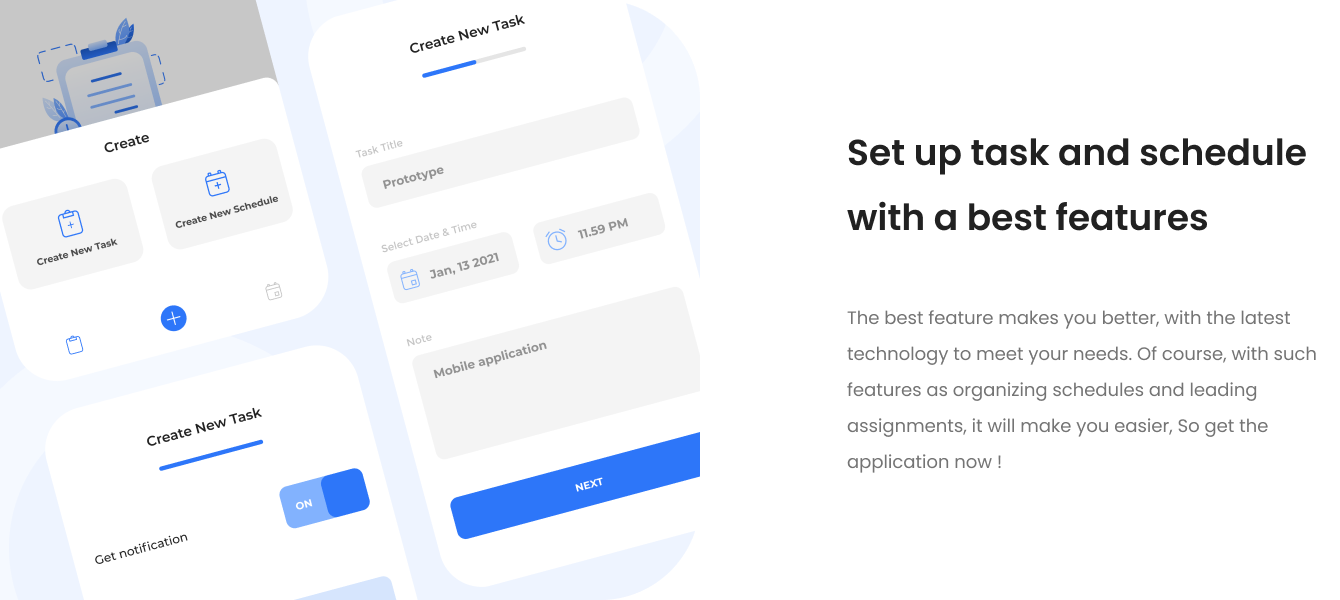 Create
Create New Task
Create New Schedule
Create New Task
ON
Get notification
Create New Task
Task Title
Prototype
Select Date & Time
Jan, 13 2021
11.59 PM
Note
Mobile application
NEXT
Set up task and schedule
with a best features
The best feature makes you better, with the latest
technology to meet your needs. Of course, with such
features as organizing schedules and leading
assignments, it will make you easier, So get the
application now !